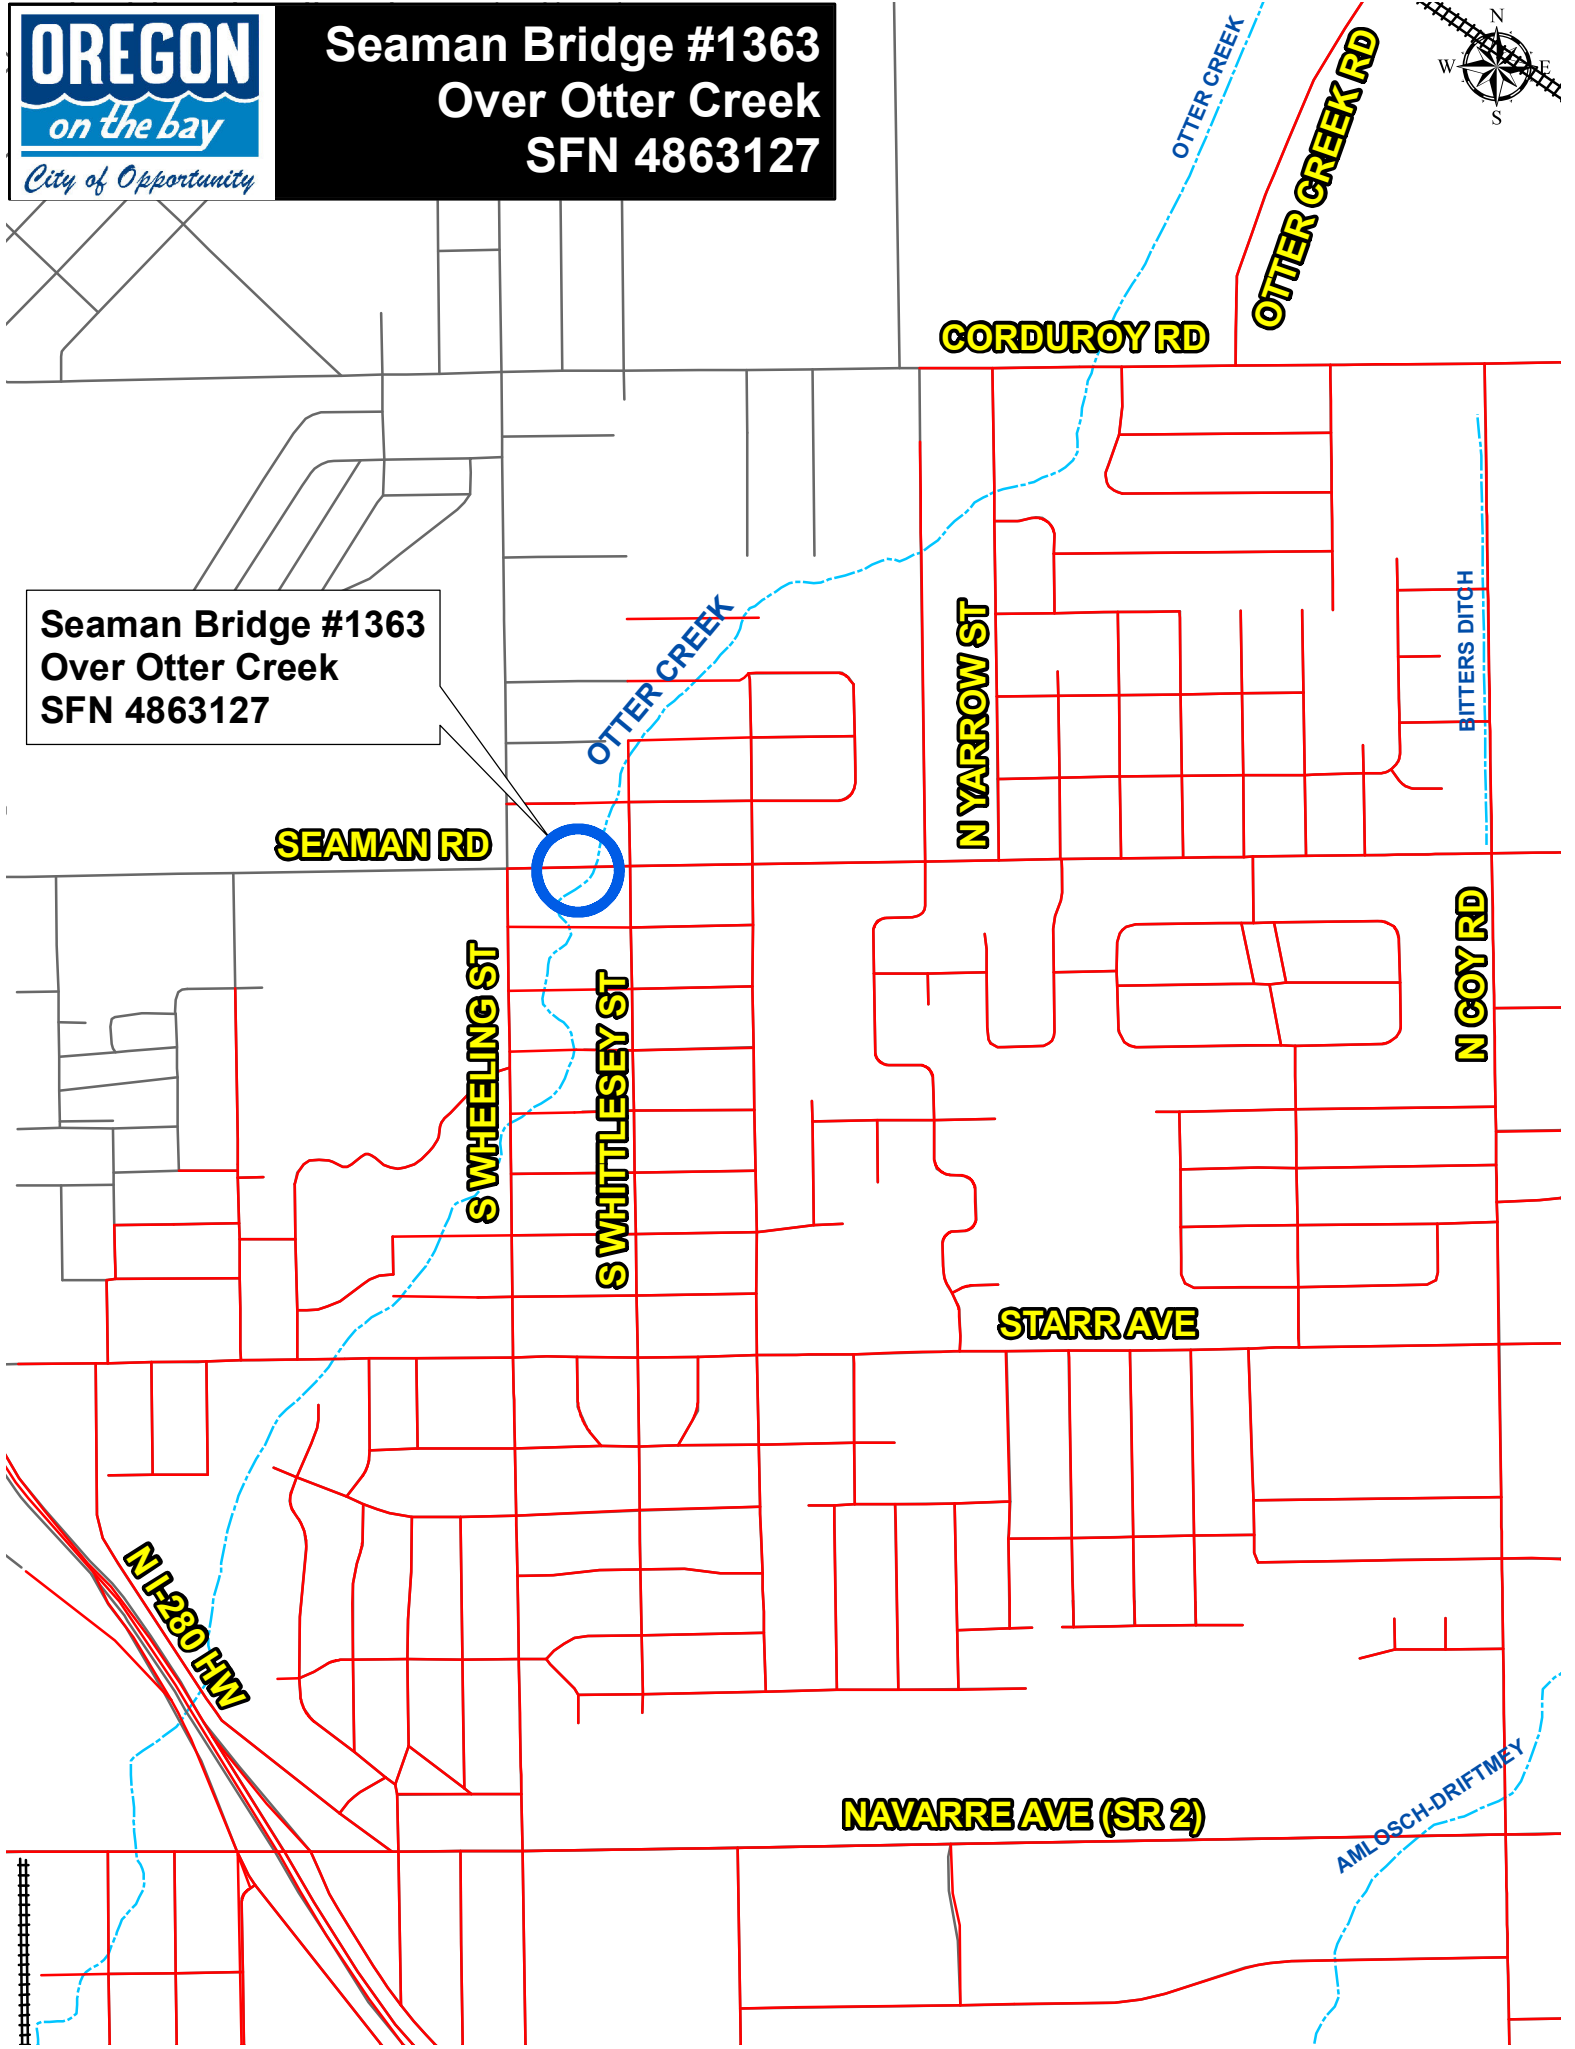 OREGON
on the bay
City of Opportunity
Seaman Bridge #1363
Over Otter Creek
SFN 4863127
N
W
E
S
OTTER CREEK
OTTER CREEK RD
CORDUROY RD
Seaman Bridge #1363
Over Otter Creek
SFN 4863127
OTTER CREEK
N YARROW ST
BITTERS DITCH
SEAMAN RD
N COY RD
S WHEELING ST
S WHITTLESEY ST
STARR AVE
N I-280 HW
NAVARRE AVE (SR 2)
AMLOSCH-DRIFTMEY